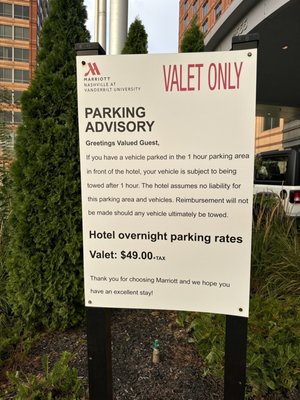 VALET ONLY
MARRIOTT
NASHVILLE AT
VANDERBILT UNIVERSITY
PARKING
ADVISORY
Greetings Valued Guest,
If you have a vehicle parked in the 1 hour parking area
in front of the hotel, your vehicle is subject to being
towed after 1 hour. The hotel assumes no liability for
this parking area and vehicles. Reimbursement will not
be made should any vehicle ultimately be towed.
Hotel overnight parking rates
Valet: $49.00+TAX
Thank you for choosing Marriott and we hope you
have an excellent stay!